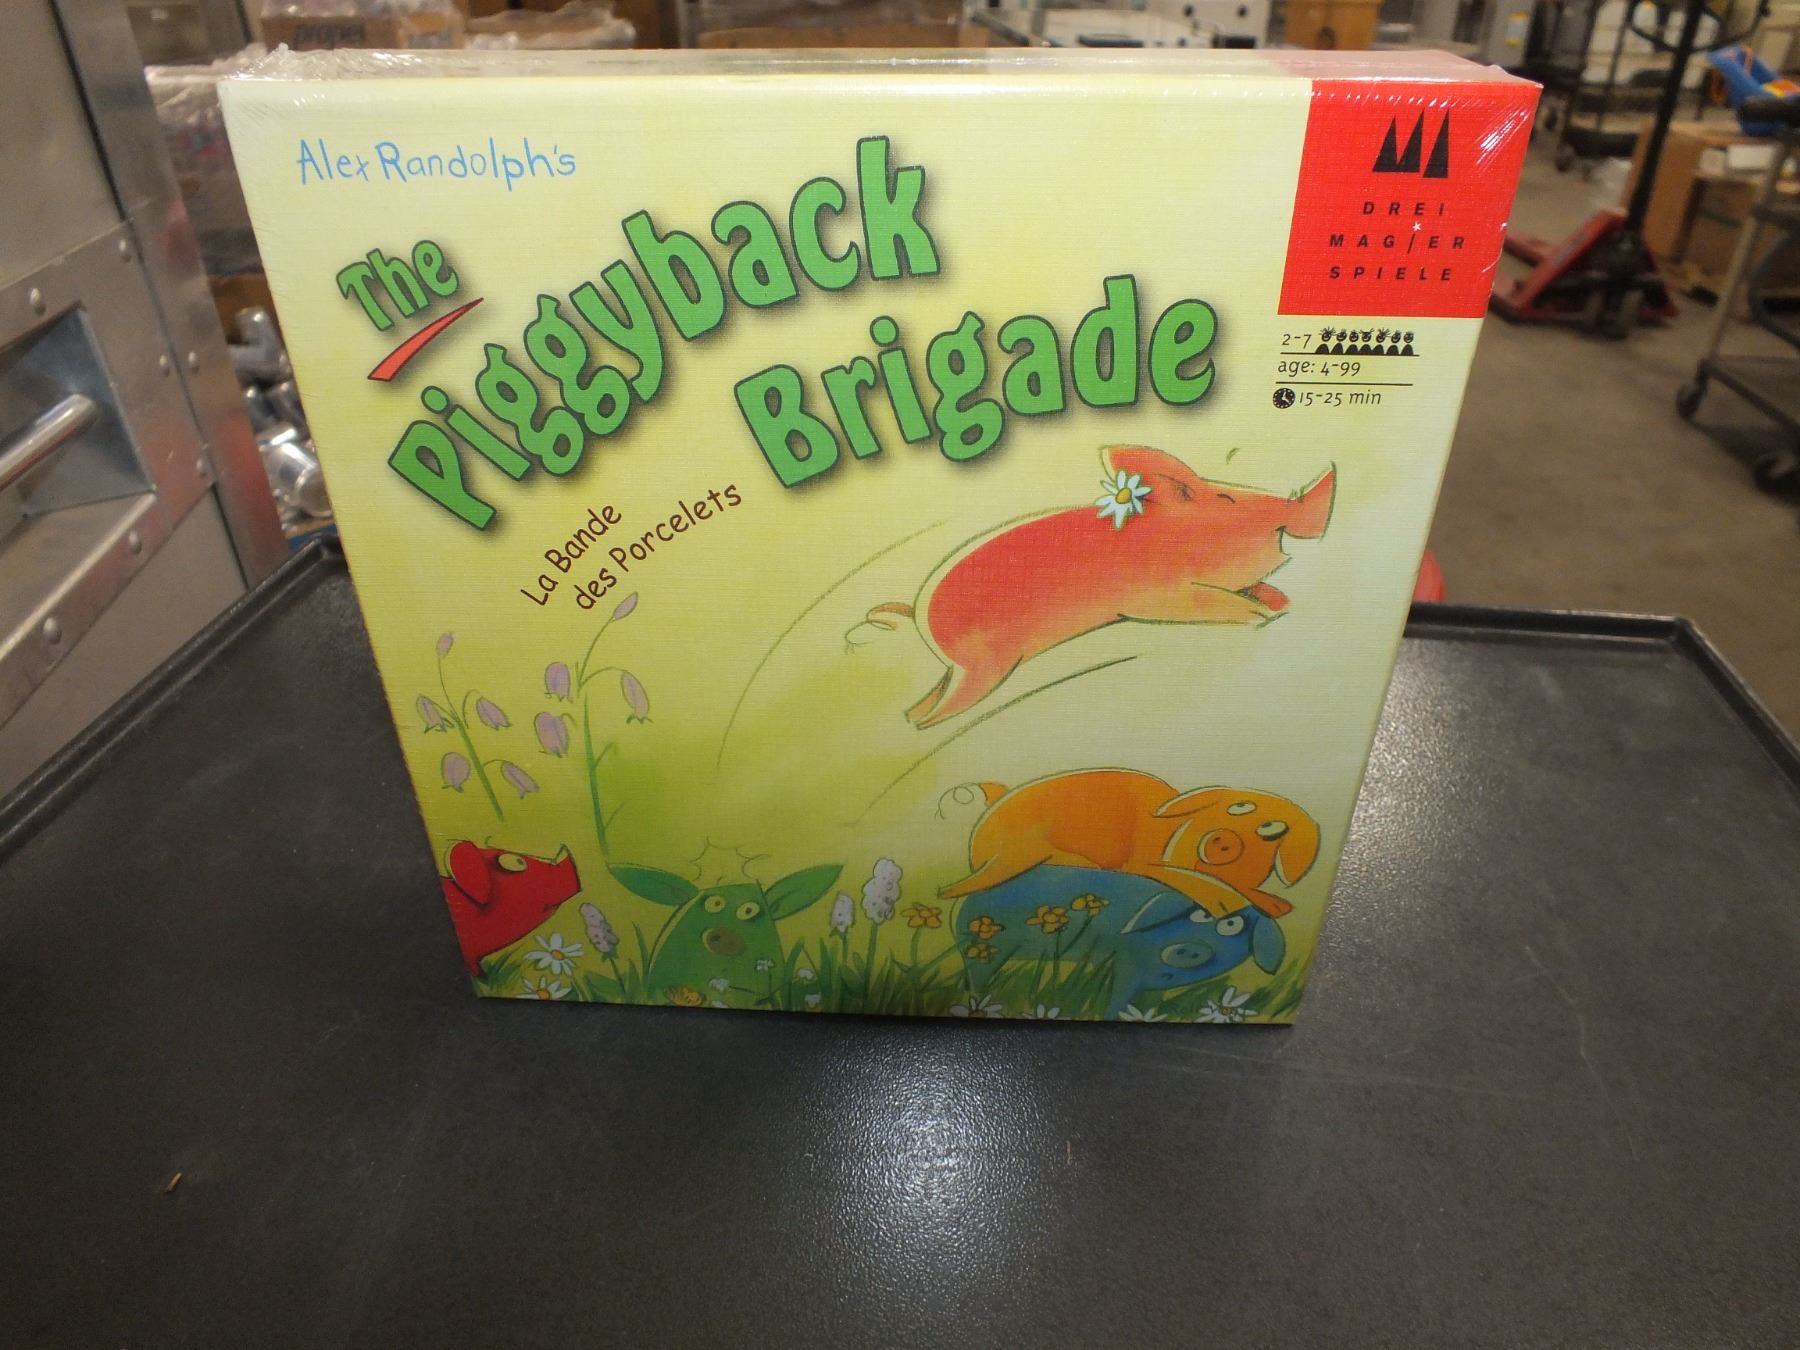 Alex Randolph's
The
Piggyback
Brigade
La Bande
des Porcelets
DREI
MAGIER
SPIELE
2-7
age: 4-99
15-25 min
propel